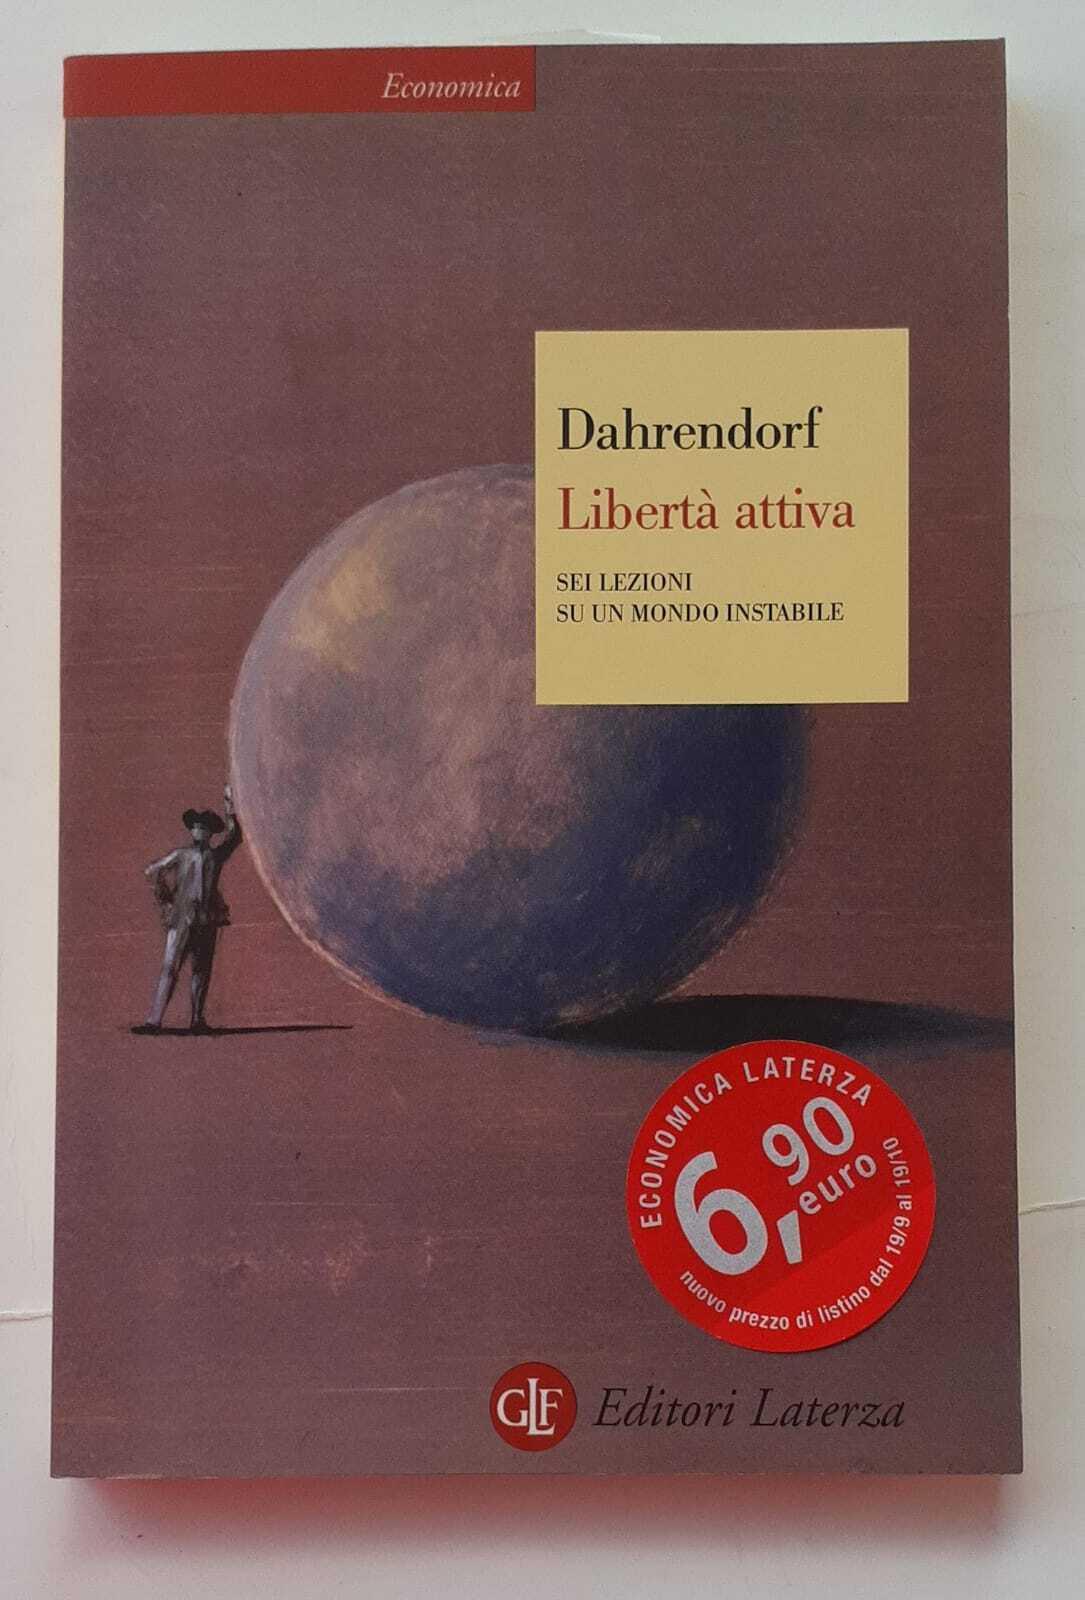 Economica
Dahrendorf
Libertà attiva
SEI LEZIONI
SU UN MONDO INSTABILE
ECONOMICA LATERZA
6,90
euro
nuovo prezzo di listino dal 19/9 al 19/10
GLF Editori Laterza